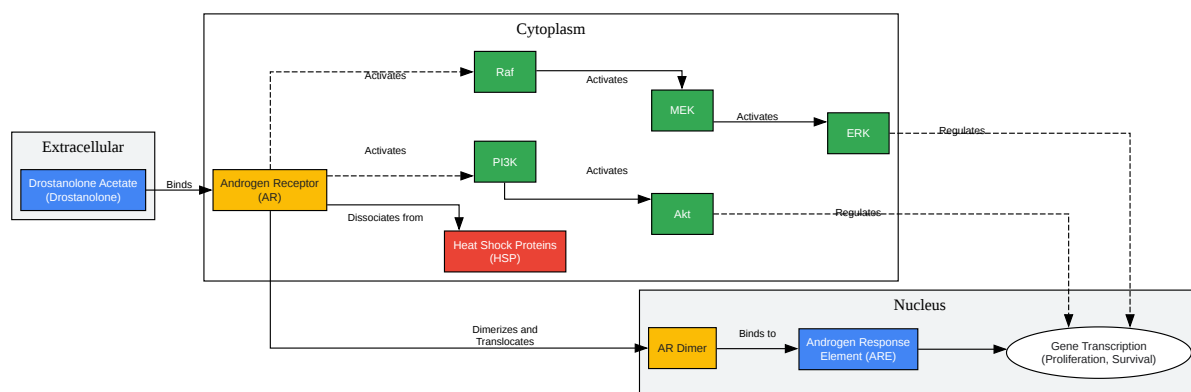 Cytoplasm
Activates
Raf
Activates
MEK
Activates
ERK
Regulates
Extracellular
Drostanolone Acetate
(Drostanolone)
Binds
Androgen Receptor
(AR)
Activates
PI3K
Activates
Akt
Regulates
Dissociates from
Heat Shock Proteins
(HSP)
Nucleus
Dimerizes and
Translocates
AR Dimer
Binds to
Androgen Response
Element (ARE)
Gene Transcription
(Proliferation, Survival)